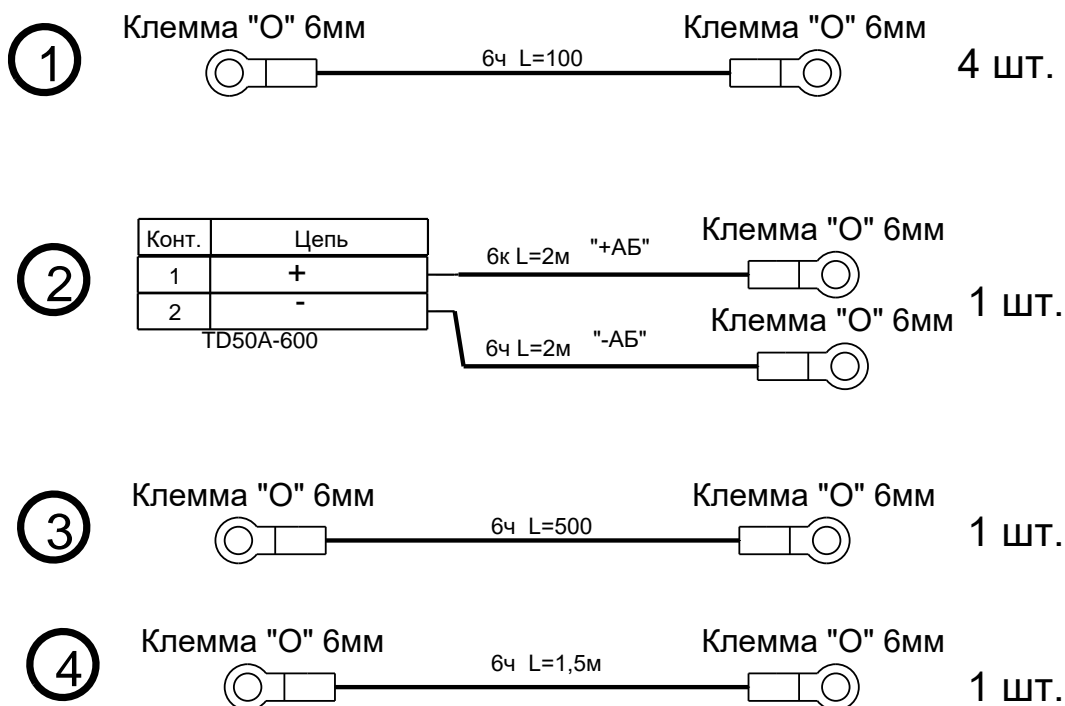 1
Клемма "О" 6мм
Клемма "О" 6мм
6ч L=100
4 шт.
2
Конт. Цепь
1 +
2 -
TD50A-600
6к L=2м "+АБ"
Клемма "О" 6мм
6ч L=2м "-АБ"
Клемма "О" 6мм
1 шт.
3
Клемма "О" 6мм
Клемма "О" 6мм
6ч L=500
1 шт.
4
Клемма "О" 6мм
Клемма "О" 6мм
6ч L=1,5м
1 шт.